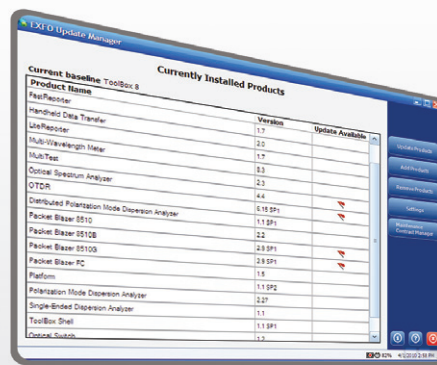 EXFO Update Manager
Currently Installed Products
Current baseline ToolBox 8
Product Name Version Update Available
FastReporter 1.7
Handheld Data Transfer 2.0
LiteReporter 1.7
Multi-Wavelength Meter 5.3
MultiTest 2.3
Optical Spectrum Analyzer 4.4
OTDR 6.15 SP1
Distributed Polarization Mode Dispersion Analyzer 1.1 SP1
Packet Blazer 8510 2.2
Packet Blazer 8510B 2.9 SP1
Packet Blazer 8510G 2.9 SP1
Packet Blazer FC 1.5
Platform 1.1 SP2
Polarization Mode Dispersion Analyzer 2.27
Single-Ended Dispersion Analyzer 1.1
ToolBox Shell 1.1 SP1
Optical Switch 1.2
Update Products
Add Products
Remove Products
Settings
Maintenance
Contract Manager